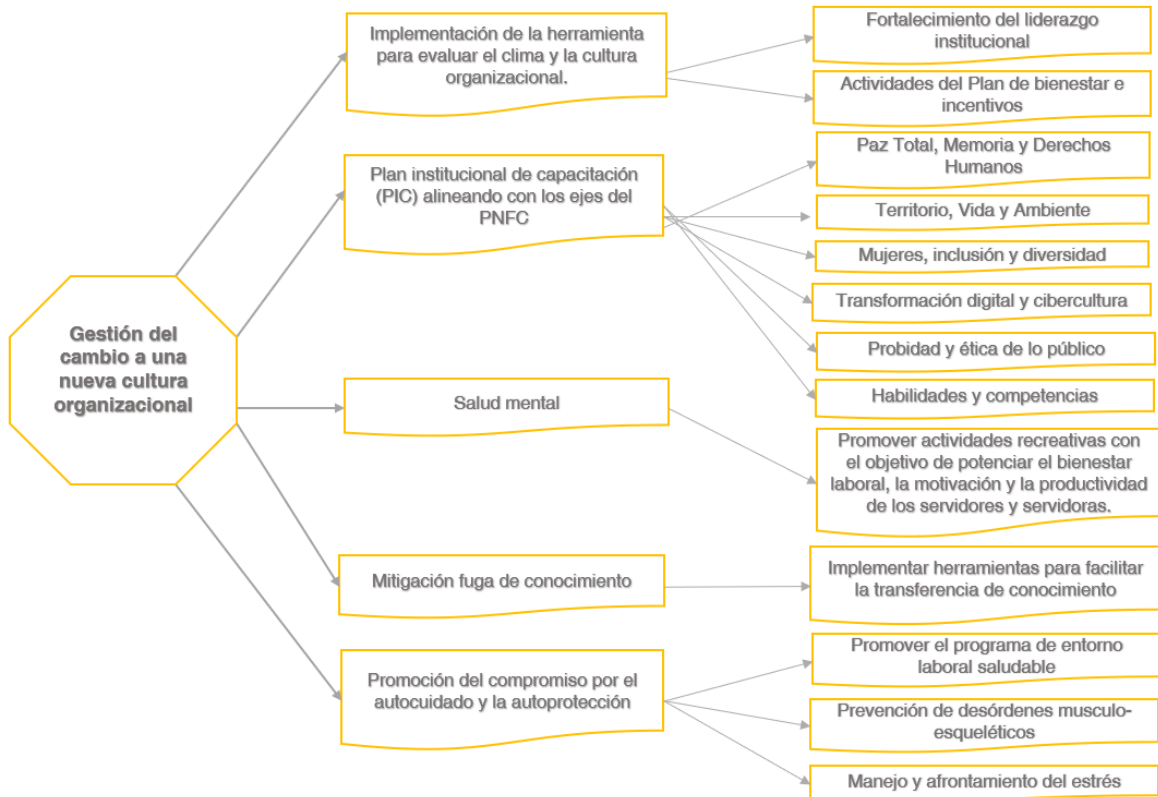 Gestión del
cambio a una
nueva cultura
organizacional
Implementación de la herramienta
para evaluar el clima y la cultura
organizacional.
Fortalecimiento del liderazgo
institucional
Actividades del Plan de bienestar e
incentivos
Plan institucional de capacitación
(PIC) alineando con los ejes del
PNFC
Paz Total, Memoria y Derechos
Humanos
Territorio, Vida y Ambiente
Mujeres, inclusión y diversidad
Transformación digital y cibercultura
Probidad y ética de lo público
Habilidades y competencias
Salud mental
Promover actividades recreativas con
el objetivo de potenciar el bienestar
laboral, la motivación y la productividad
de los servidores y servidoras.
Mitigación fuga de conocimiento
Implementar herramientas para facilitar
la transferencia de conocimiento
Promoción del compromiso por el
autocuidado y la autoprotección
Promover el programa de entorno
laboral saludable
Prevención de desórdenes musculo-
esqueléticos
Manejo y afrontamiento del estrés